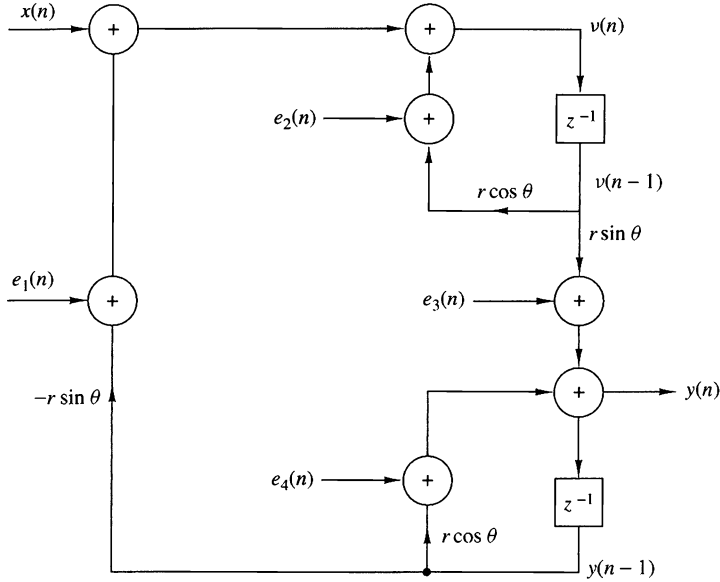 x(n)
+
+
v(n)
e₂(n)
+
z⁻¹
r cos θ
v(n − 1)
r sin θ
e₁(n)
+
e₃(n)
+
−r sin θ
+
y(n)
e₄(n)
+
z⁻¹
r cos θ
y(n − 1)